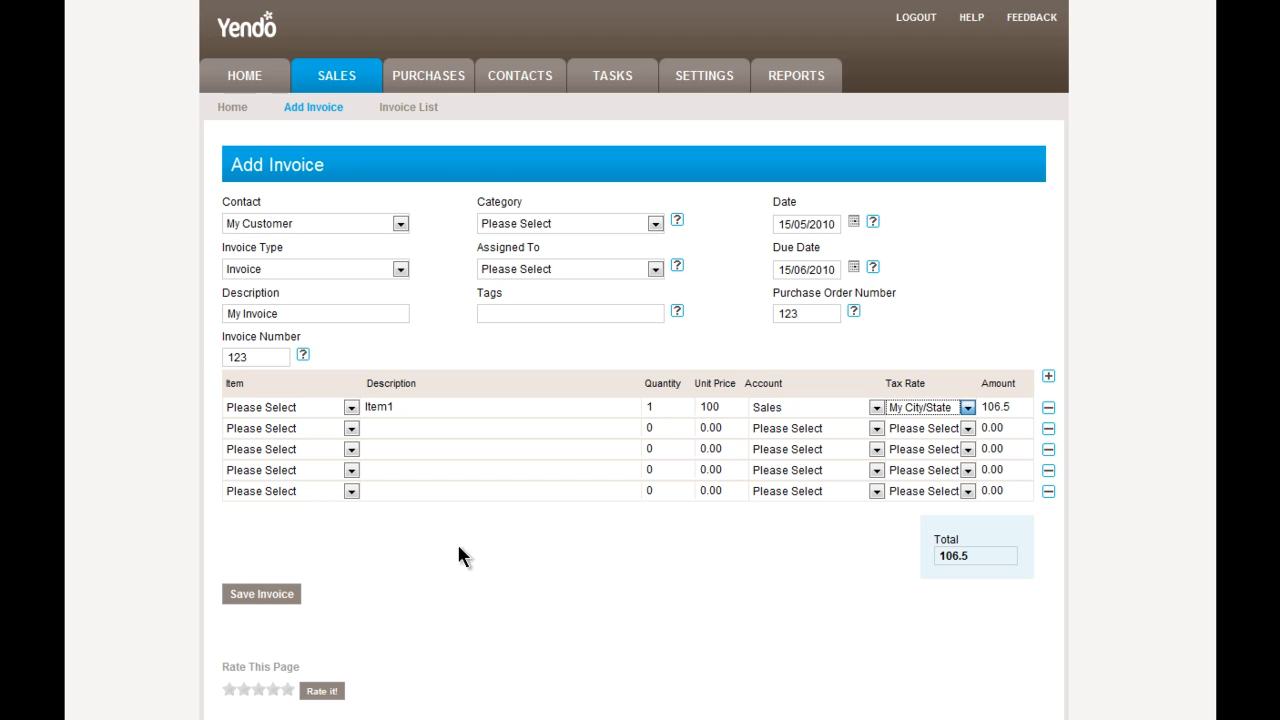 Yendo
LOGOUT HELP FEEDBACK
HOME SALES PURCHASES CONTACTS TASKS SETTINGS REPORTS
Home Add Invoice Invoice List
Add Invoice
Contact Category Date
My Customer Please Select ? 15/05/2010 ?
Invoice Type Assigned To Due Date
Invoice Please Select ? 15/06/2010 ?
Description Tags Purchase Order Number
My Invoice ? 123 ?
Invoice Number
123 ?
Item Description Quantity Unit Price Account Tax Rate Amount
Please Select Item1 1 100 Sales My City/State 106.5
Please Select 0 0.00 Please Select Please Select 0.00
Please Select 0 0.00 Please Select Please Select 0.00
Please Select 0 0.00 Please Select Please Select 0.00
Please Select 0 0.00 Please Select Please Select 0.00
Total
106.5
Save Invoice
Rate This Page
Rate it!